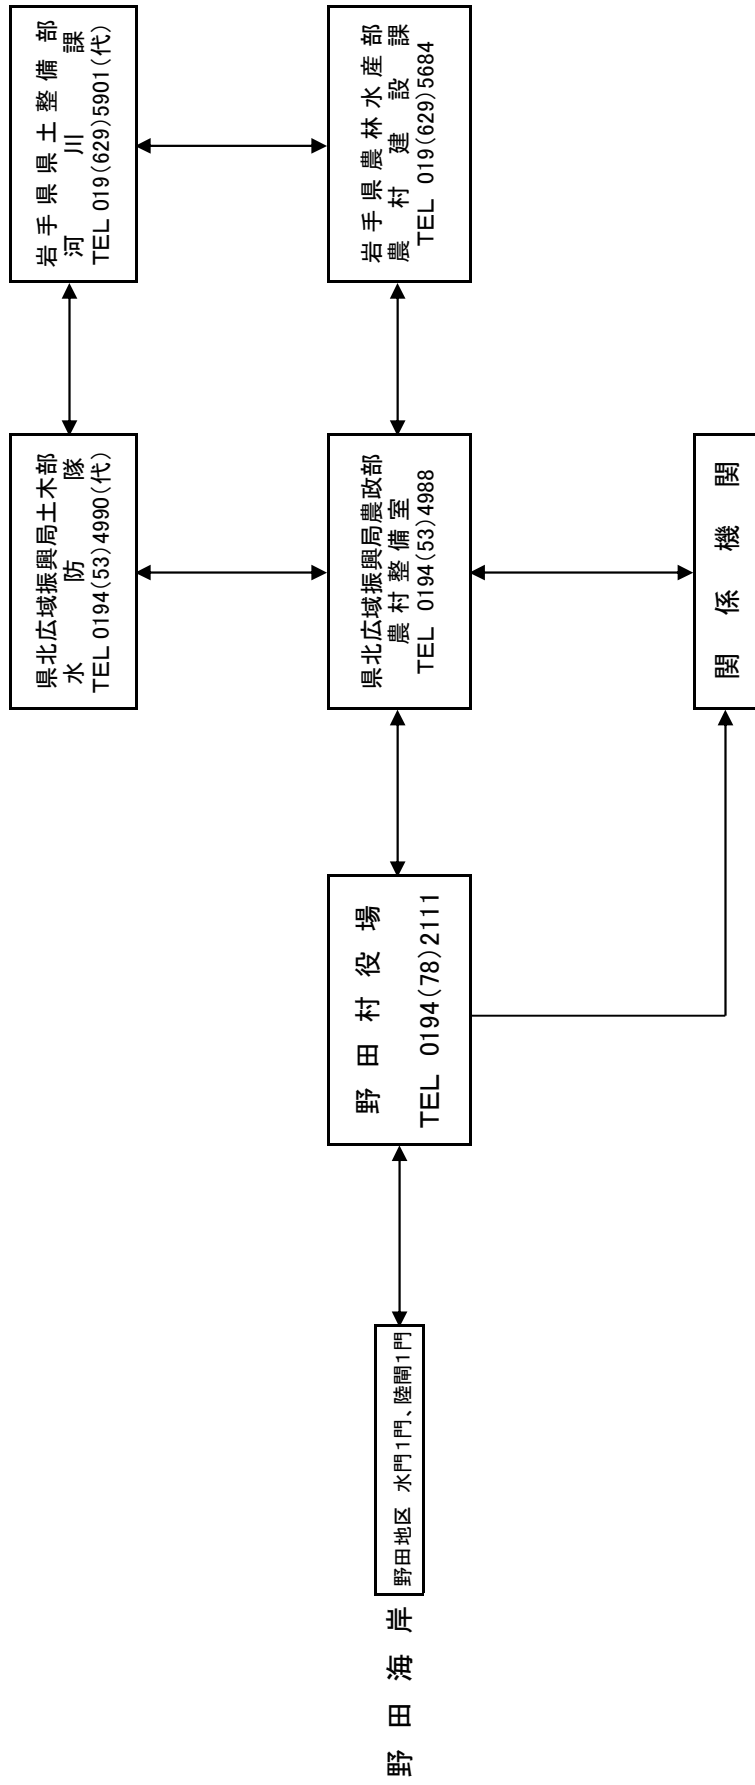 野田海岸
野田地区 水門1門、陸閘1門
野田村役場
TEL 0194(78)2111
県北広域振興局土木部
水防隊
TEL 0194(53)4990(代)
県北広域振興局農政部
農村整備室
TEL 0194(53)4988
関係機関
岩手県県土整備部
河川課
TEL 019(629)5901(代)
岩手県農林水産部
農村建設課
TEL 019(629)5684